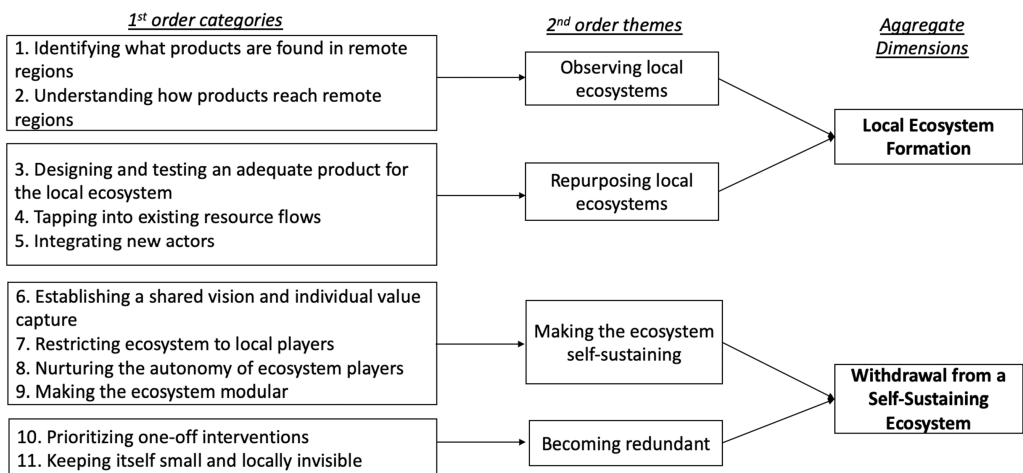 1st order categories
2nd order themes
Aggregate
Dimensions
1. Identifying what products are found in remote
regions
2. Understanding how products reach remote
regions
Observing local
ecosystems
Local Ecosystem
Formation
3. Designing and testing an adequate product for
the local ecosystem
4. Tapping into existing resource flows
5. Integrating new actors
Repurposing local
ecosystems
6. Establishing a shared vision and individual value
capture
7. Restricting ecosystem to local players
8. Nurturing the autonomy of ecosystem players
9. Making the ecosystem modular
Making the ecosystem
self-sustaining
Withdrawal from a
Self-Sustaining
Ecosystem
10. Prioritizing one-off interventions
11. Keeping itself small and locally invisible
Becoming redundant